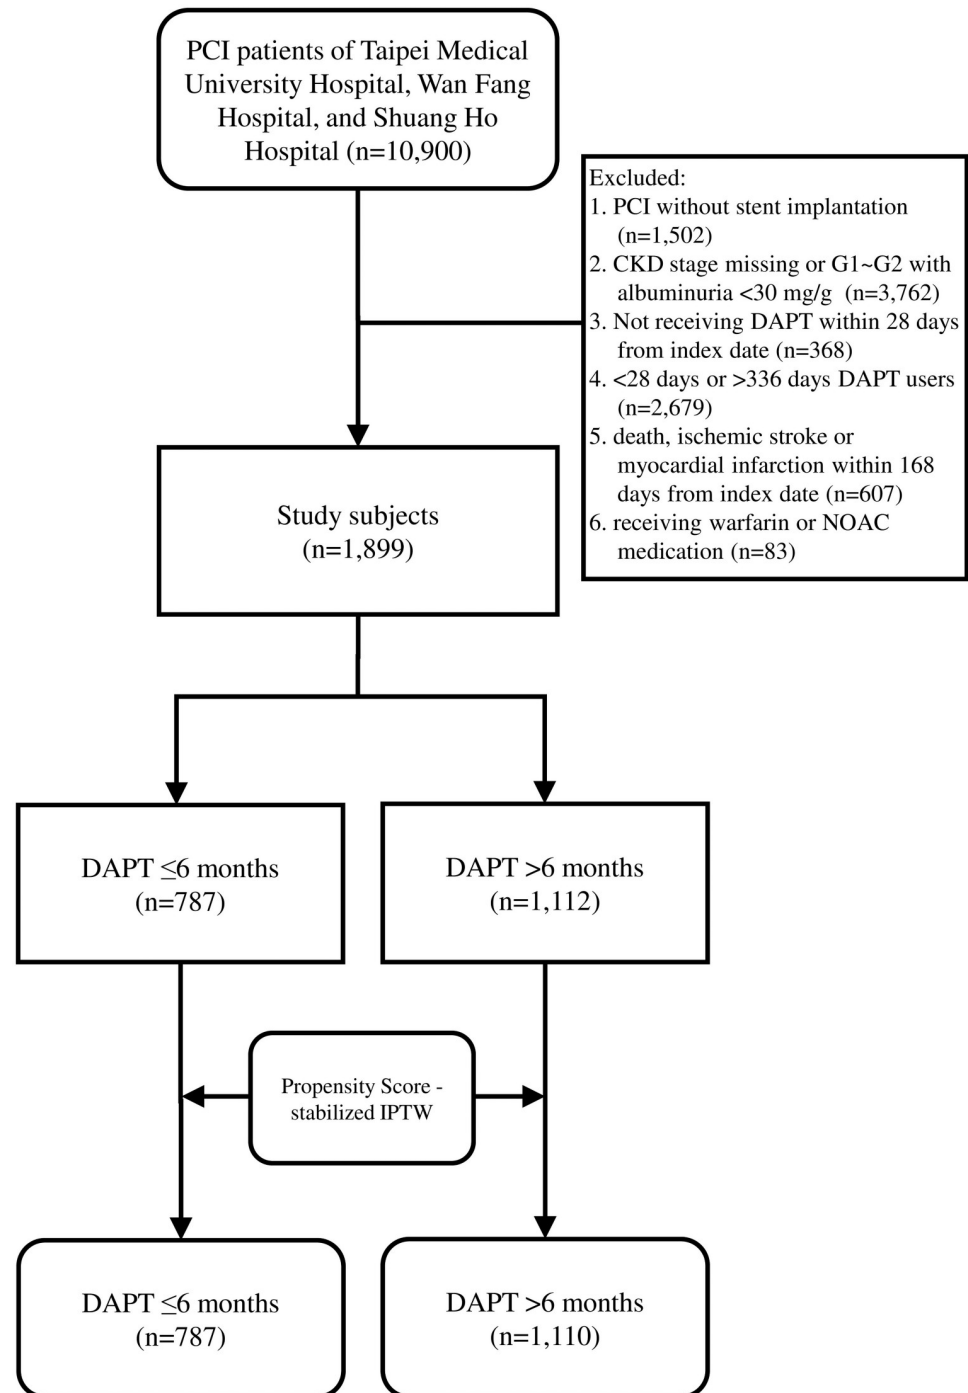 PCI patients of Taipei Medical
University Hospital, Wan Fang
Hospital, and Shuang Ho
Hospital (n=10,900)
Excluded:
1. PCI without stent implantation
(n=1,502)
2. CKD stage missing or G1~G2 with
albuminuria <30 mg/g (n=3,762)
3. Not receiving DAPT within 28 days
from index date (n=368)
4. <28 days or >336 days DAPT users
(n=2,679)
5. death, ischemic stroke or
myocardial infarction within 168
days from index date (n=607)
6. receiving warfarin or NOAC
medication (n=83)
Study subjects
(n=1,899)
DAPT ≤6 months
(n=787)
DAPT >6 months
(n=1,112)
Propensity Score -
stabilized IPTW
DAPT ≤6 months
(n=787)
DAPT >6 months
(n=1,110)